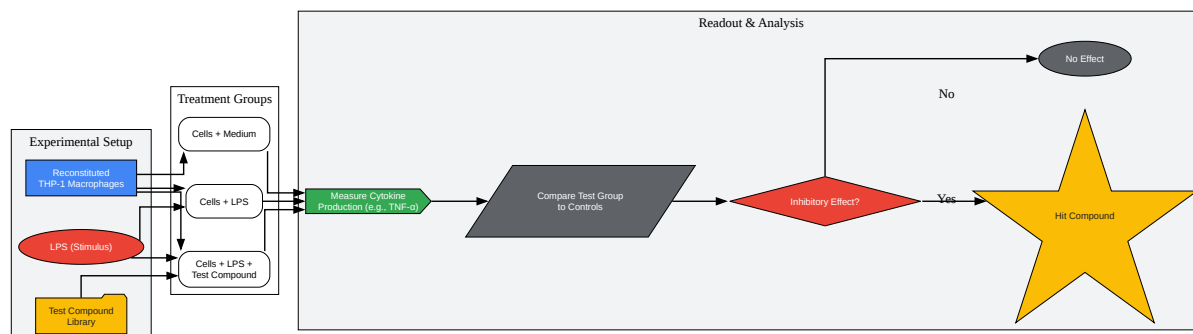 Experimental Setup
Reconstituted
THP-1 Macrophages
LPS (Stimulus)
Test Compound
Library
Treatment Groups
Cells + Medium
Cells + LPS
Cells + LPS +
Test Compound
Readout & Analysis
Measure Cytokine
Production (e.g., TNF-α)
Compare Test Group
to Controls
Inhibitory Effect?
No
No Effect
Yes
Hit Compound